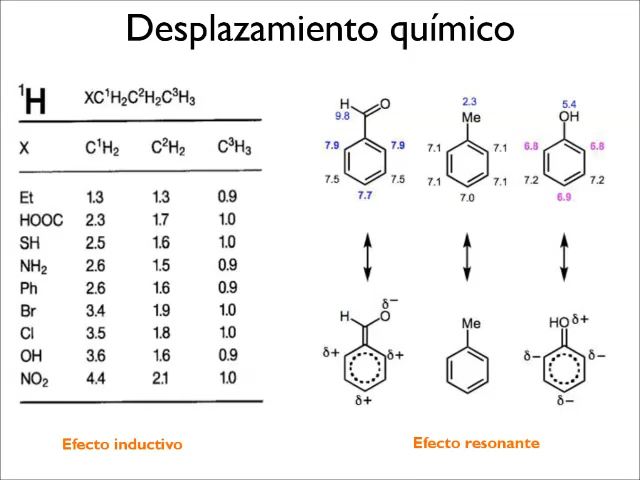 Desplazamiento químico
¹H XC¹H₂C²H₂C³H₃
X C¹H₂ C²H₂ C³H₃
Et 1.3 1.3 0.9
HOOC 2.3 1.7 1.0
SH 2.5 1.6 1.0
NH₂ 2.6 1.5 0.9
Ph 2.6 1.6 0.9
Br 3.4 1.9 1.0
Cl 3.5 1.8 1.0
OH 3.6 1.6 0.9
NO₂ 4.4 2.1 1.0
Efecto inductivo
H O
9.8
7.9 7.9
7.5 7.5
7.7
2.3
Me
7.1 7.1
7.1 7.1
7.0
5.4
OH
6.8 6.8
7.2 7.2
6.9
δ−
H O
δ+ δ+
δ+
Me
HO δ+
δ− δ−
δ−
Efecto resonante